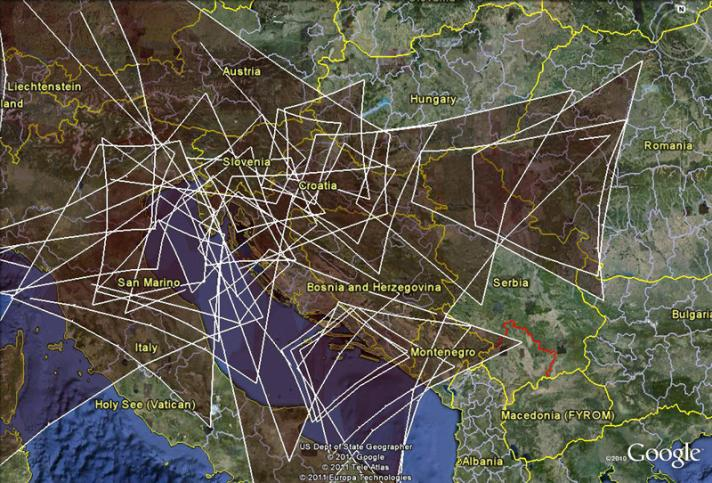 N
Austria
Liechtenstein
land
Hungary
Romania
Slovenia
Croatia
San Marino
Bosnia and Herzegovina
Serbia
Bulgaria
Italy
Montenegro
Holy See (Vatican)
Macedonia (FYROM)
US Dept of State Geographer
© 2011 Google
© 2011 Tele Atlas
© 2011 Europa Technologies
Albania
©2010 Google